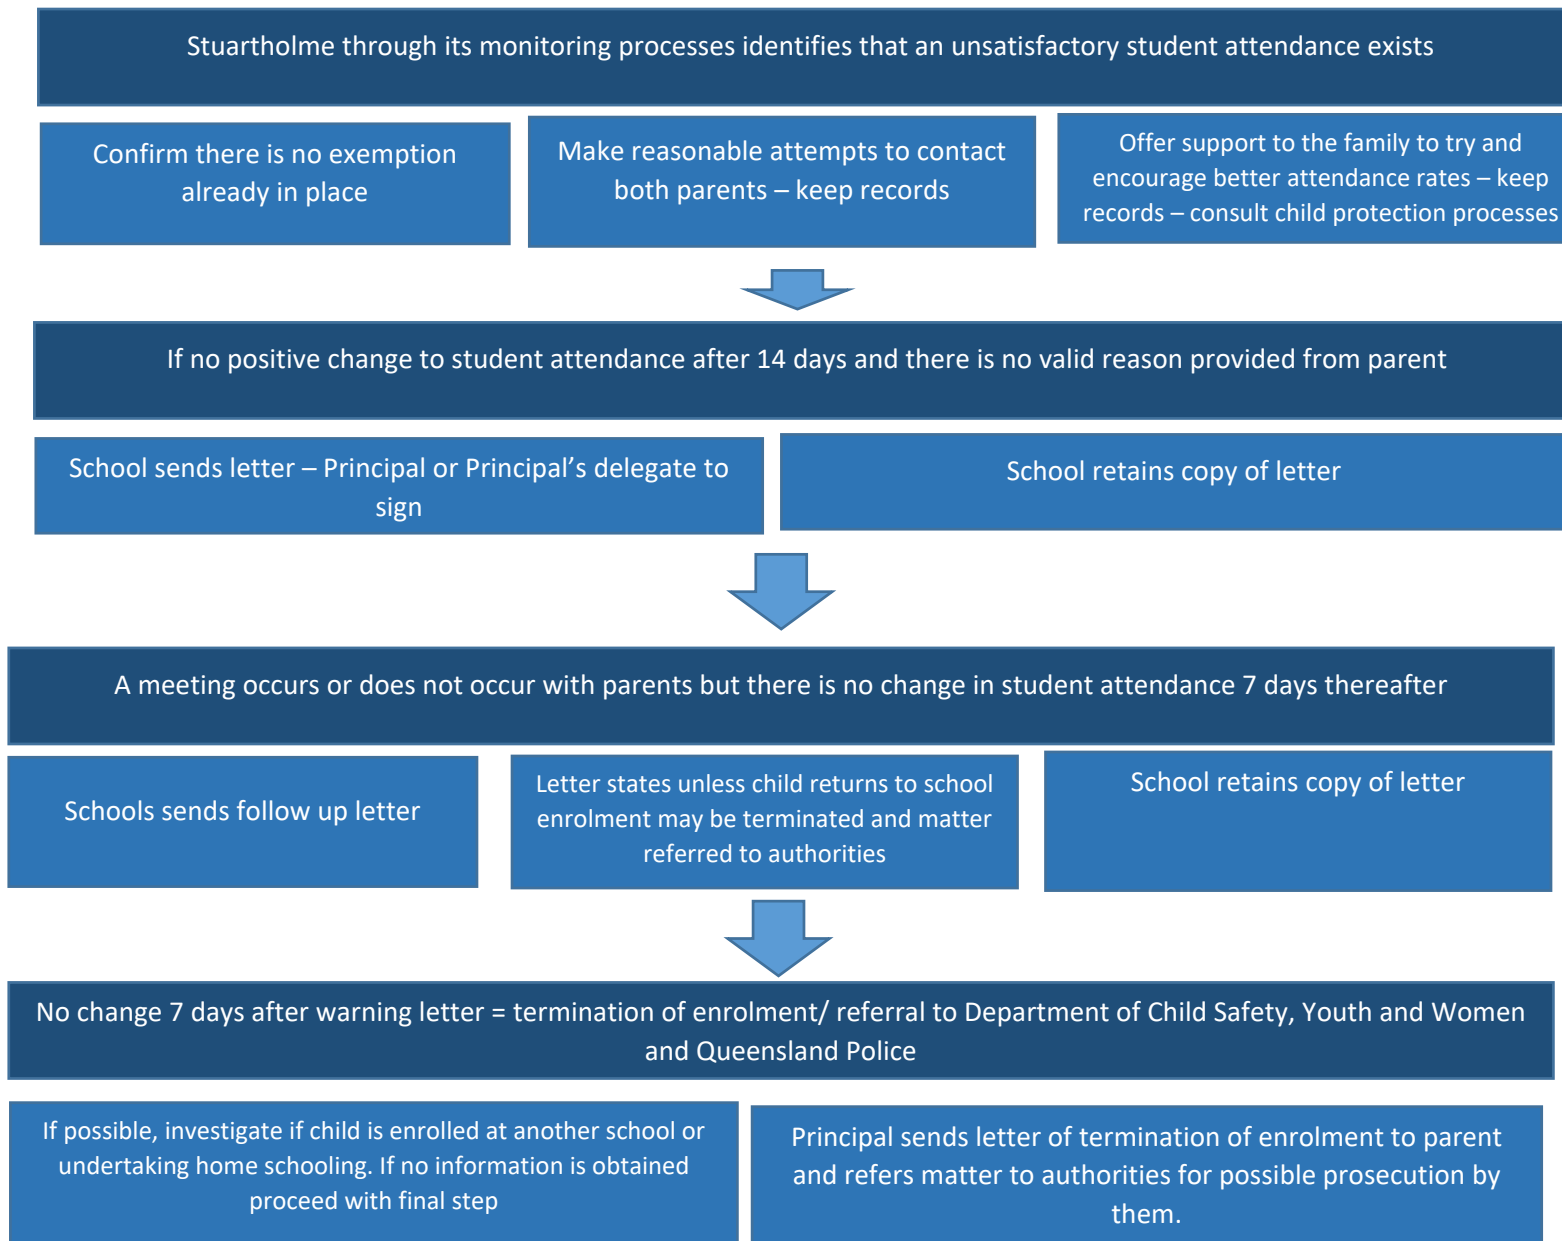 Stuartholme through its monitoring processes identifies that an unsatisfactory student attendance exists
Confirm there is no exemption
already in place
Make reasonable attempts to contact
both parents – keep records
Offer support to the family to try and
encourage better attendance rates – keep
records – consult child protection processes
If no positive change to student attendance after 14 days and there is no valid reason provided from parent
School sends letter – Principal or Principal’s delegate to
sign
School retains copy of letter
A meeting occurs or does not occur with parents but there is no change in student attendance 7 days thereafter
Schools sends follow up letter
Letter states unless child returns to school
enrolment may be terminated and matter
referred to authorities
School retains copy of letter
No change 7 days after warning letter = termination of enrolment/ referral to Department of Child Safety, Youth and Women
and Queensland Police
If possible, investigate if child is enrolled at another school or
undertaking home schooling. If no information is obtained
proceed with final step
Principal sends letter of termination of enrolment to parent
and refers matter to authorities for possible prosecution by
them.